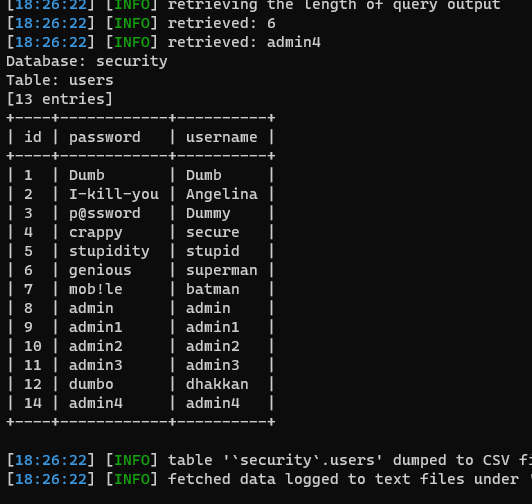 [18:26:22] [INFO] retrieving the length of query output
[18:26:22] [INFO] retrieved: 6
[18:26:22] [INFO] retrieved: admin4
Database: security
Table: users
[13 entries]
+----+------------+----------+
| id | password   | username |
+----+------------+----------+
| 1  | Dumb       | Dumb     |
| 2  | I-kill-you | Angelina |
| 3  | p@ssword   | Dummy    |
| 4  | crappy     | secure   |
| 5  | stupidity  | stupid   |
| 6  | genious    | superman |
| 7  | mob!le     | batman   |
| 8  | admin      | admin    |
| 9  | admin1     | admin1   |
| 10 | admin2     | admin2   |
| 11 | admin3     | admin3   |
| 12 | dumbo      | dhakkan  |
| 14 | admin4     | admin4   |
+----+------------+----------+
[18:26:22] [INFO] table '`security`.users' dumped to CSV fi
[18:26:22] [INFO] fetched data logged to text files under '